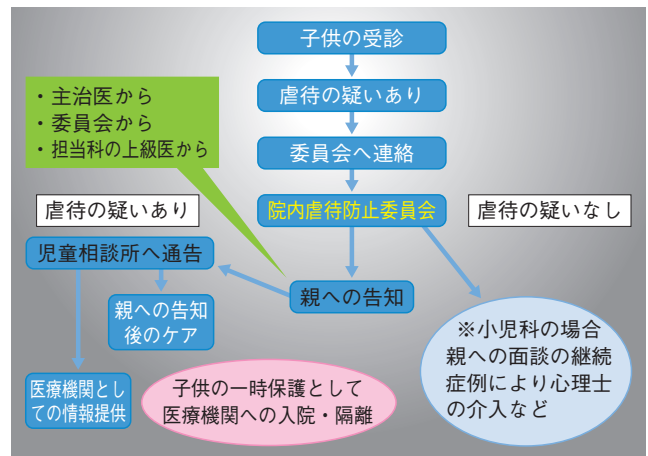 子供の受診
虐待の疑いあり
委員会へ連絡
院内虐待防止委員会
・主治医から
・委員会から
・担当科の上級医から
虐待の疑いあり
虐待の疑いなし
児童相談所へ通告
親への告知
親への告知
後のケア
医療機関とし
ての情報提供
子供の一時保護として
医療機関への入院・隔離
※小児科の場合
親への面談の継続
症例により心理士
の介入など